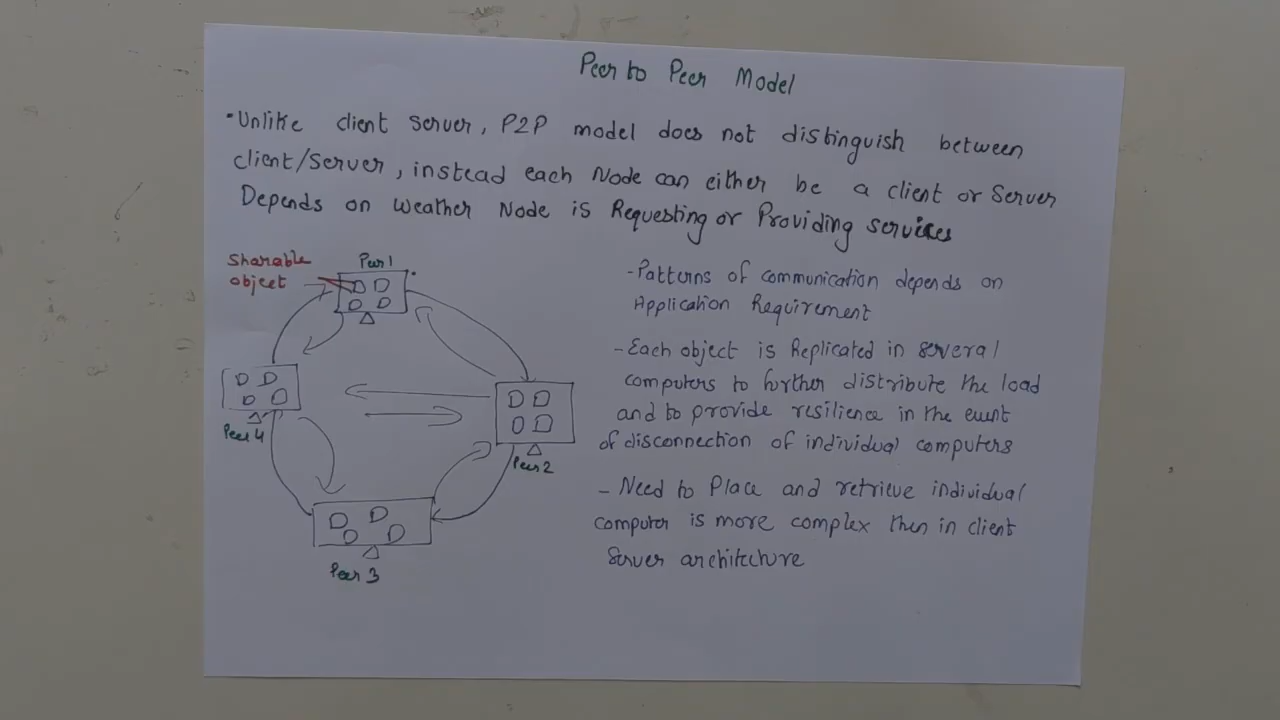 Peer to Peer Model
• Unlike client server, P2P model does not distinguish between
client/server, instead each Node can either be a client or Server
Depends on weather Node is Requesting or Providing services
Sharable
object
Peer 1
Peer 4
Peer 2
Peer 3
- Patterns of communication depends on
Application Requirement
- Each object is Replicated in several
computers to further distribute the load
and to provide resilience in the event
of disconnection of individual computers
- Need to Place and retrieve individual
computer is more complex then in client
Server architecture